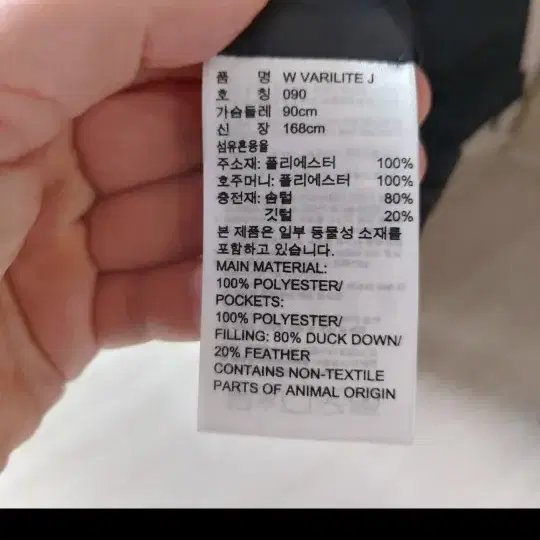 품 명 W VARILITE J
호 칭 090
가슴둘레 90cm
신 장 168cm
섬유혼용율
주소재: 폴리에스터 100%
호주머니: 폴리에스터 100%
충전재: 솜털 80%
깃털 20%
본 제품은 일부 동물성 소재를
포함하고 있습니다.
MAIN MATERIAL:
100% POLYESTER/
POCKETS:
100% POLYESTER/
FILLING: 80% DUCK DOWN/
20% FEATHER
CONTAINS NON-TEXTILE
PARTS OF ANIMAL ORIGIN